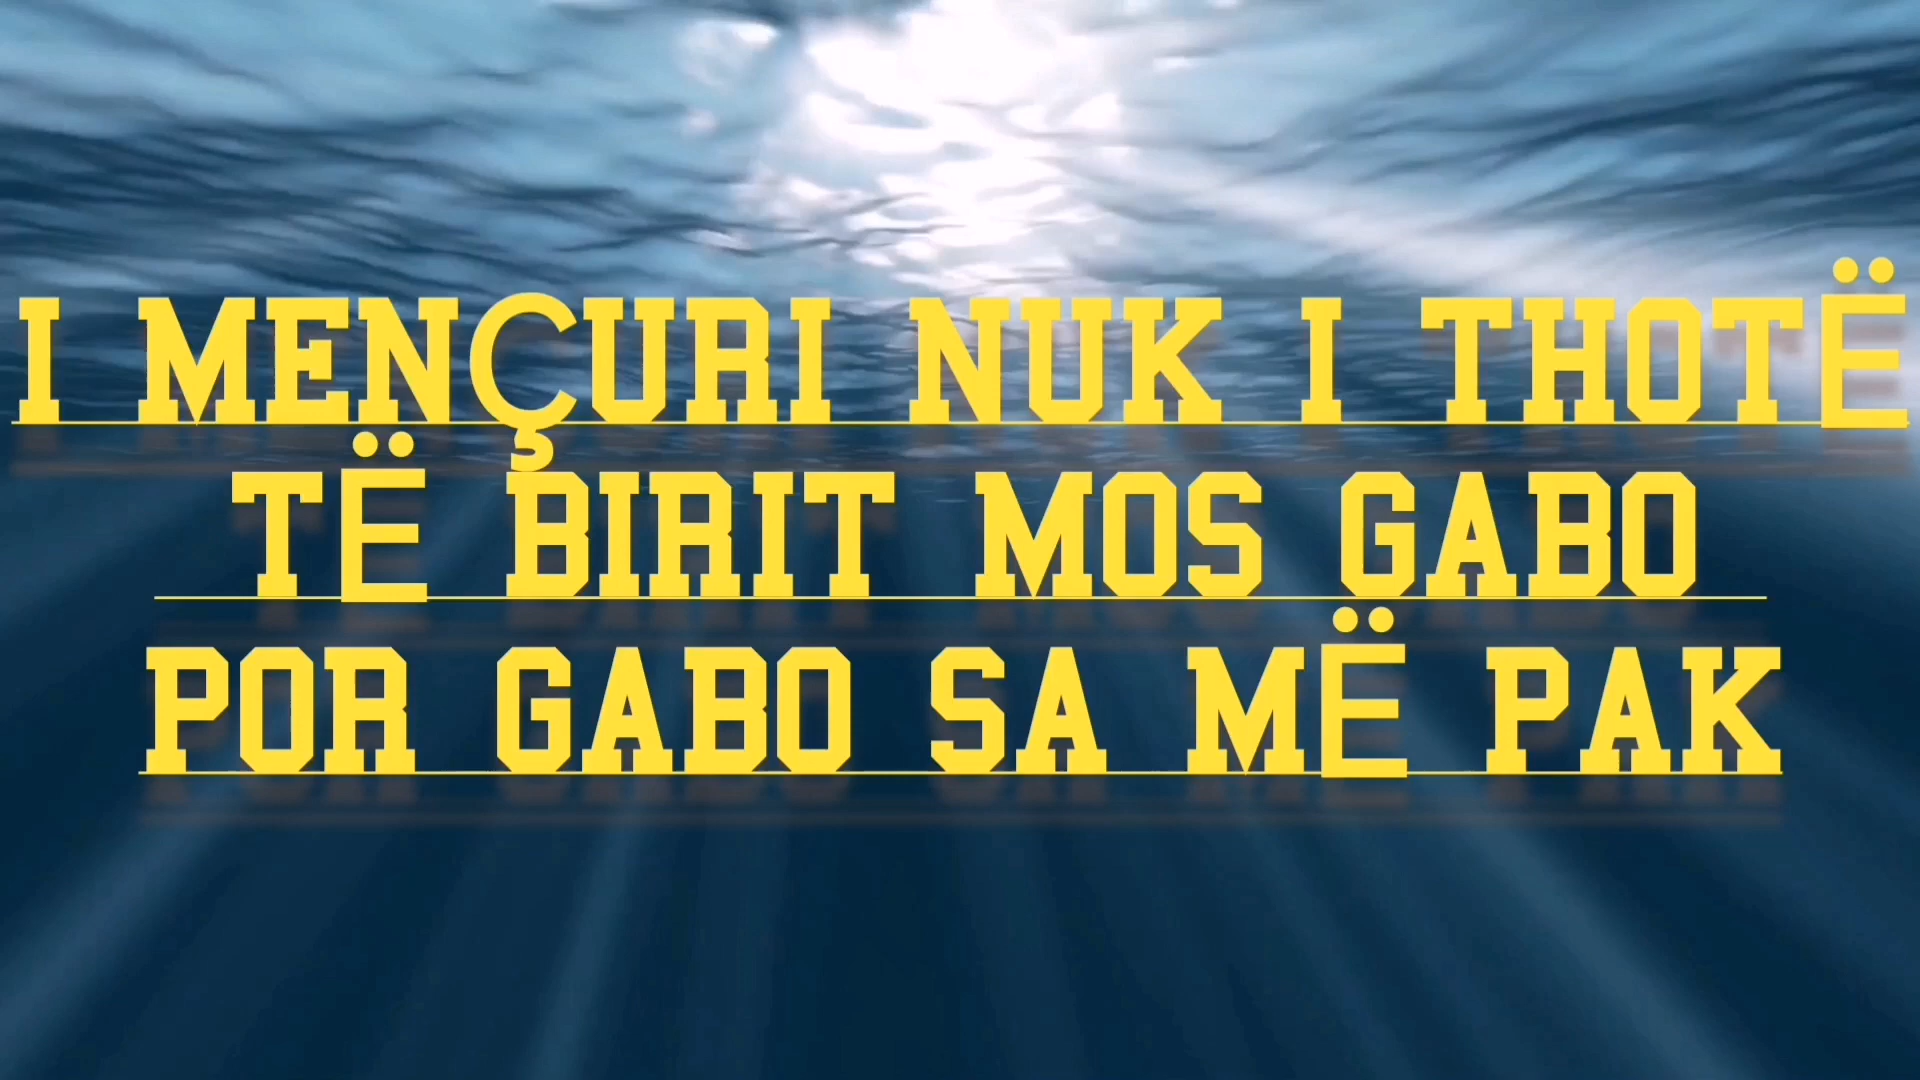 I MENÇURI NUK I THOTË
TË BIRIT MOS GABO
POR GABO SA MË PAK